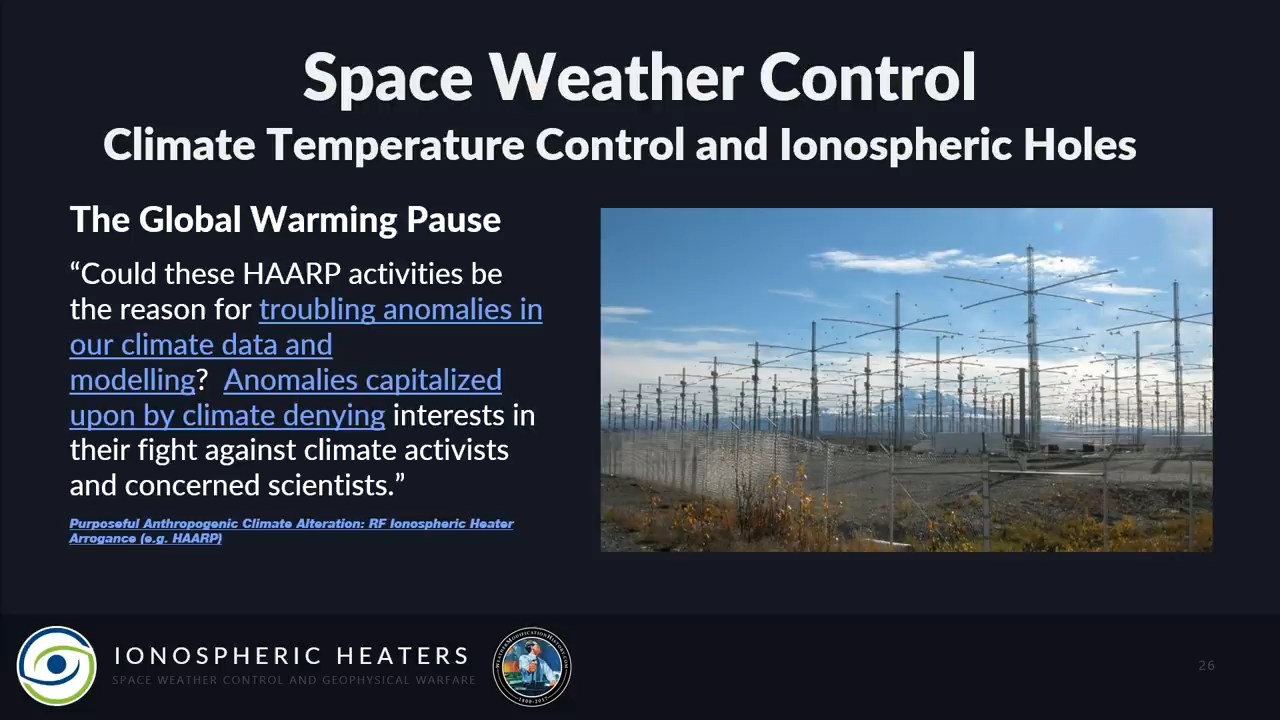 Space Weather Control
Climate Temperature Control and Ionospheric Holes
The Global Warming Pause
“Could these HAARP activities be
the reason for troubling anomalies in
our climate data and
modelling?  Anomalies capitalized
upon by climate denying interests in
their fight against climate activists
and concerned scientists.”
Purposeful Anthropogenic Climate Alteration: RF Ionospheric Heater
Arrogance (e.g. HAARP)
IONOSPHERIC HEATERS
SPACE WEATHER CONTROL AND GEOPHYSICAL WARFARE
WEATHERMODIFICATIONHISTORY.COM
26